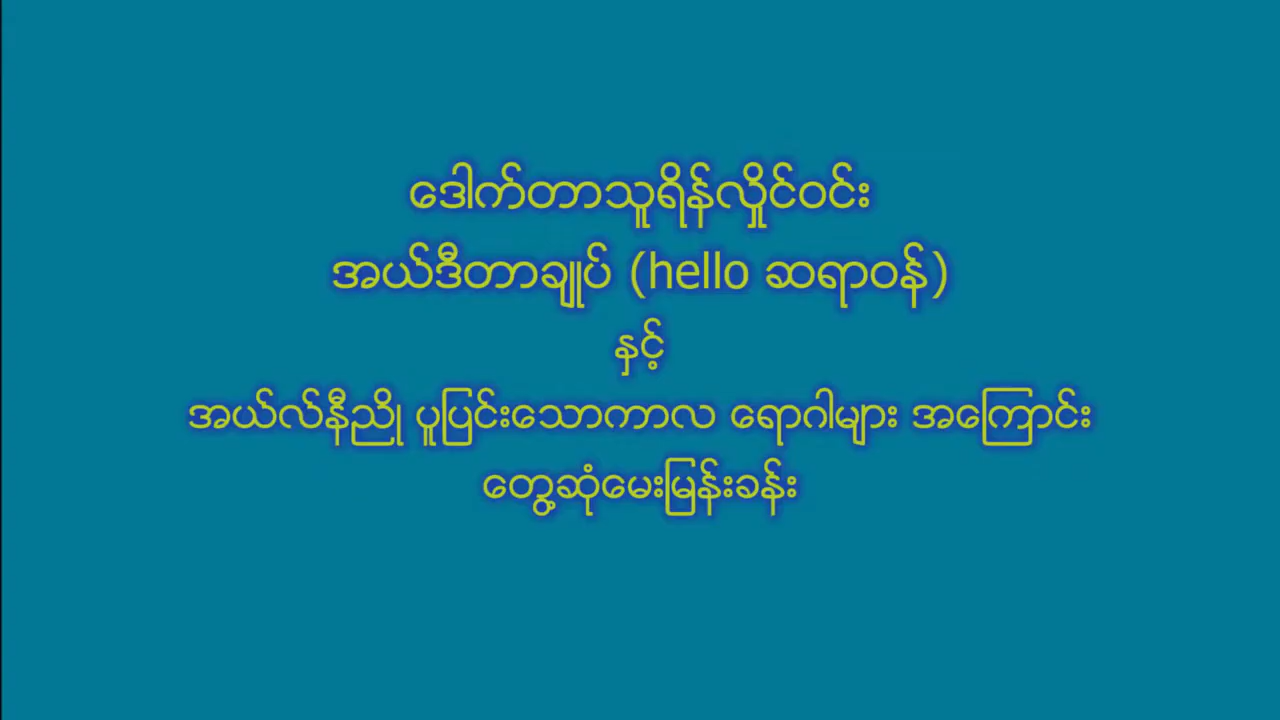 ဒေါက်တာသူရိန်လှိုင်ဝင်း
အယ်ဒီတာချုပ် (hello ဆရာဝန်)
နှင့်
အယ်လ်နီညို ပူပြင်းသောကာလ ရောဂါများ အကြောင်း
တွေ့ဆုံမေးမြန်းခန်း